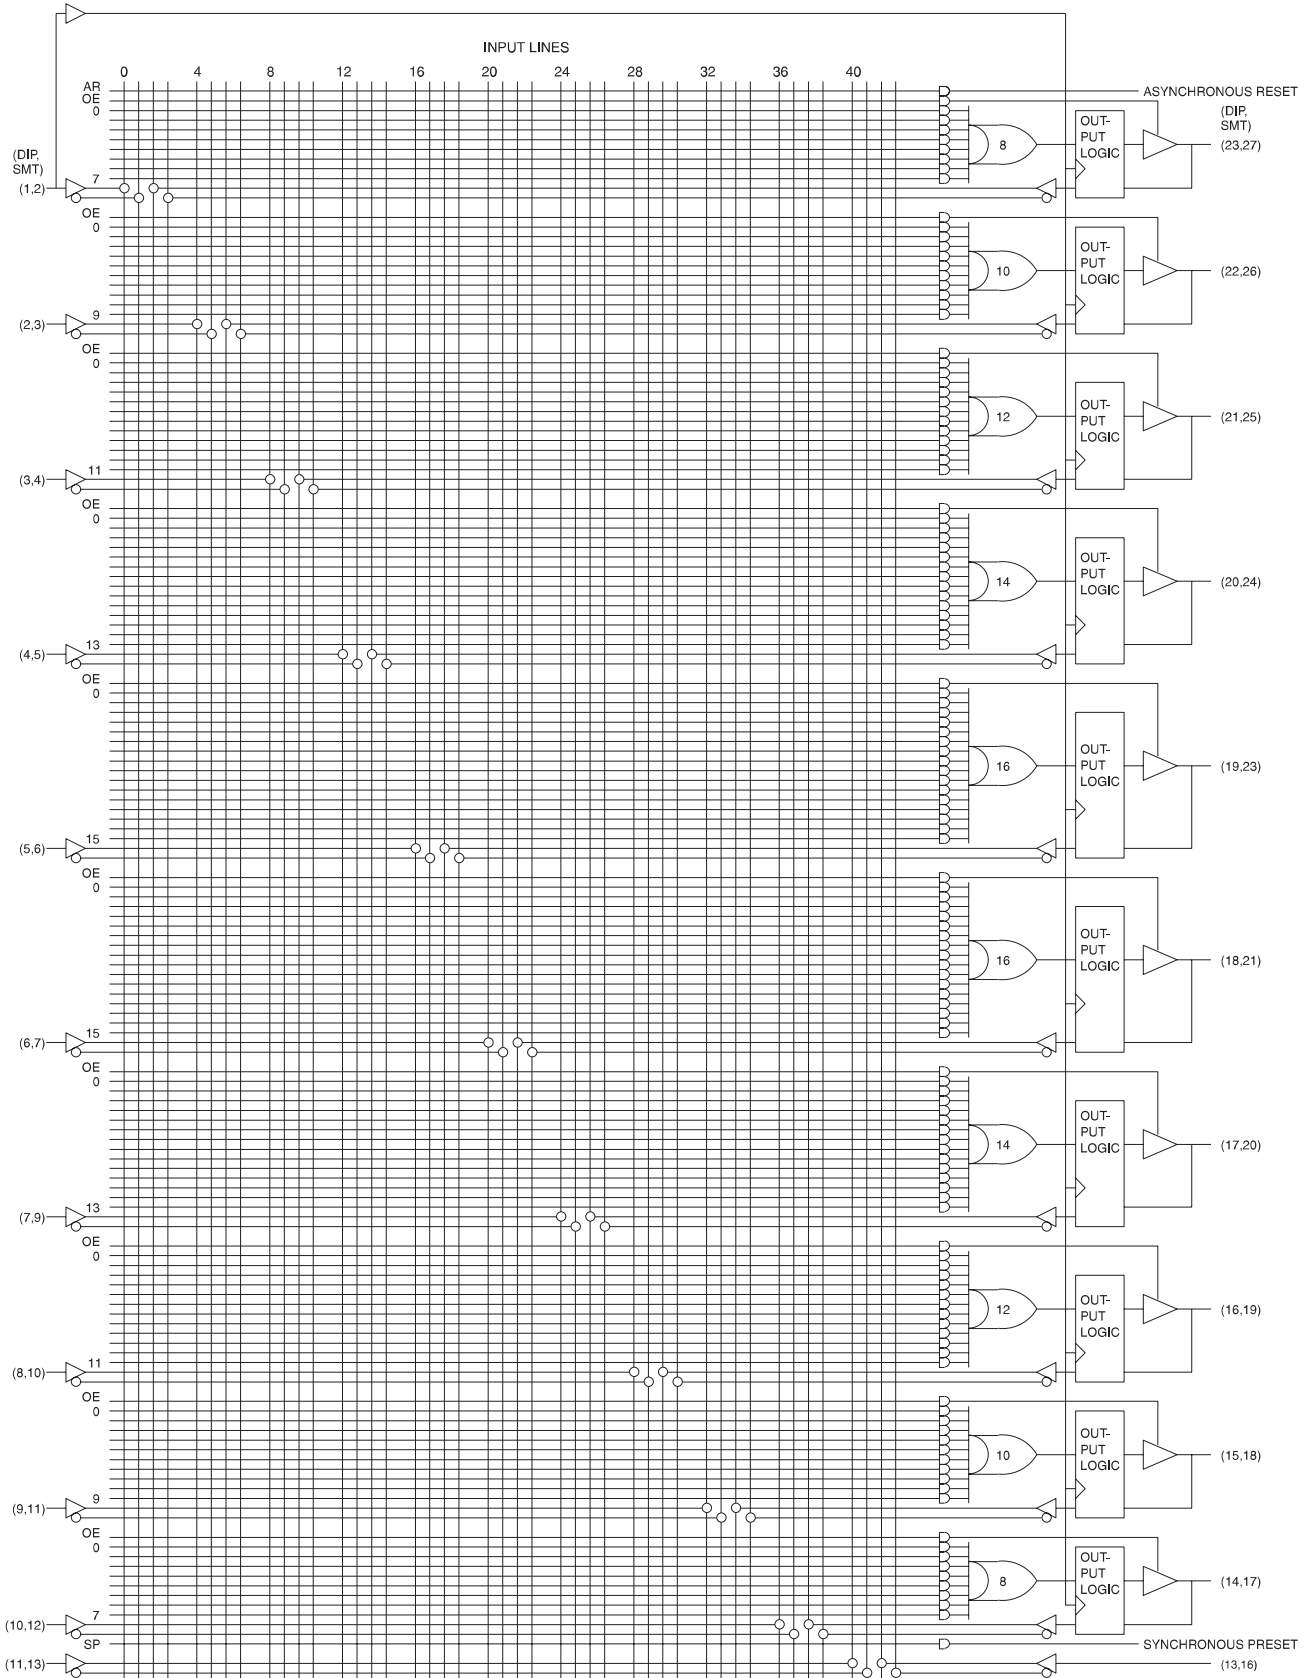 INPUT LINES
0 4 8 12 16 20 24 28 32 36 40
AR
OE
0
ASYNCHRONOUS RESET
(DIP,
SMT)
8
OUT-
PUT
LOGIC
(23,27)
(DIP,
SMT)
7
(1,2)
OE
0
10
OUT-
PUT
LOGIC
(22,26)
9
(2,3)
OE
0
12
OUT-
PUT
LOGIC
(21,25)
11
(3,4)
OE
0
14
OUT-
PUT
LOGIC
(20,24)
13
(4,5)
OE
0
16
OUT-
PUT
LOGIC
(19,23)
15
(5,6)
OE
0
16
OUT-
PUT
LOGIC
(18,21)
15
(6,7)
OE
0
14
OUT-
PUT
LOGIC
(17,20)
13
(7,9)
OE
0
12
OUT-
PUT
LOGIC
(16,19)
11
(8,10)
OE
0
10
OUT-
PUT
LOGIC
(15,18)
9
(9,11)
OE
0
8
OUT-
PUT
LOGIC
(14,17)
7
(10,12)
SP
SYNCHRONOUS PRESET
(11,13)
(13,16)